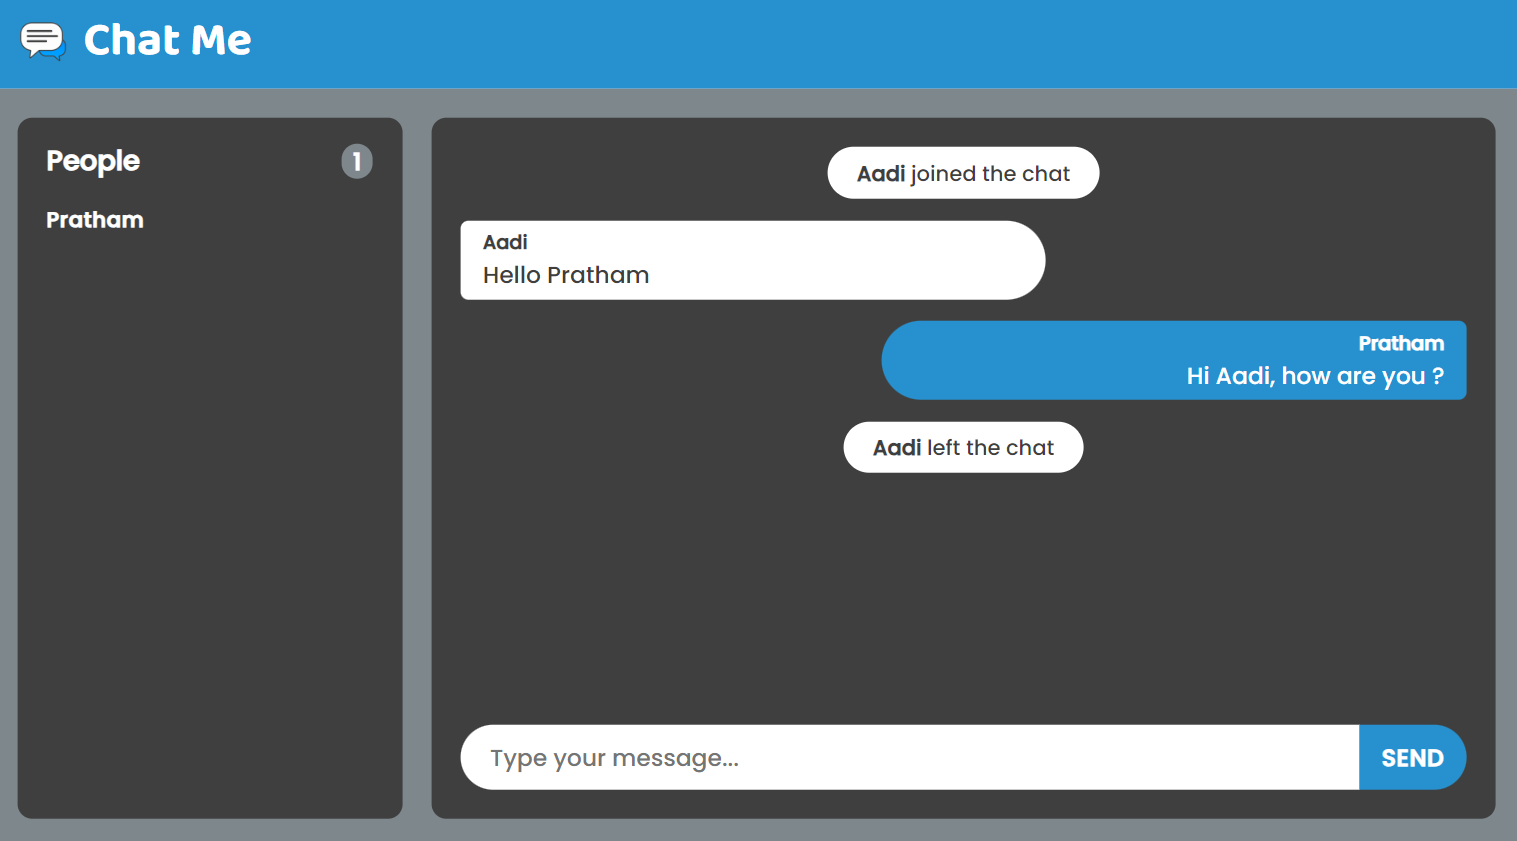 Chat Me
People 1
Pratham
Aadi joined the chat
Aadi
Hello Pratham
Pratham
Hi Aadi, how are you ?
Aadi left the chat
Type your message...
SEND